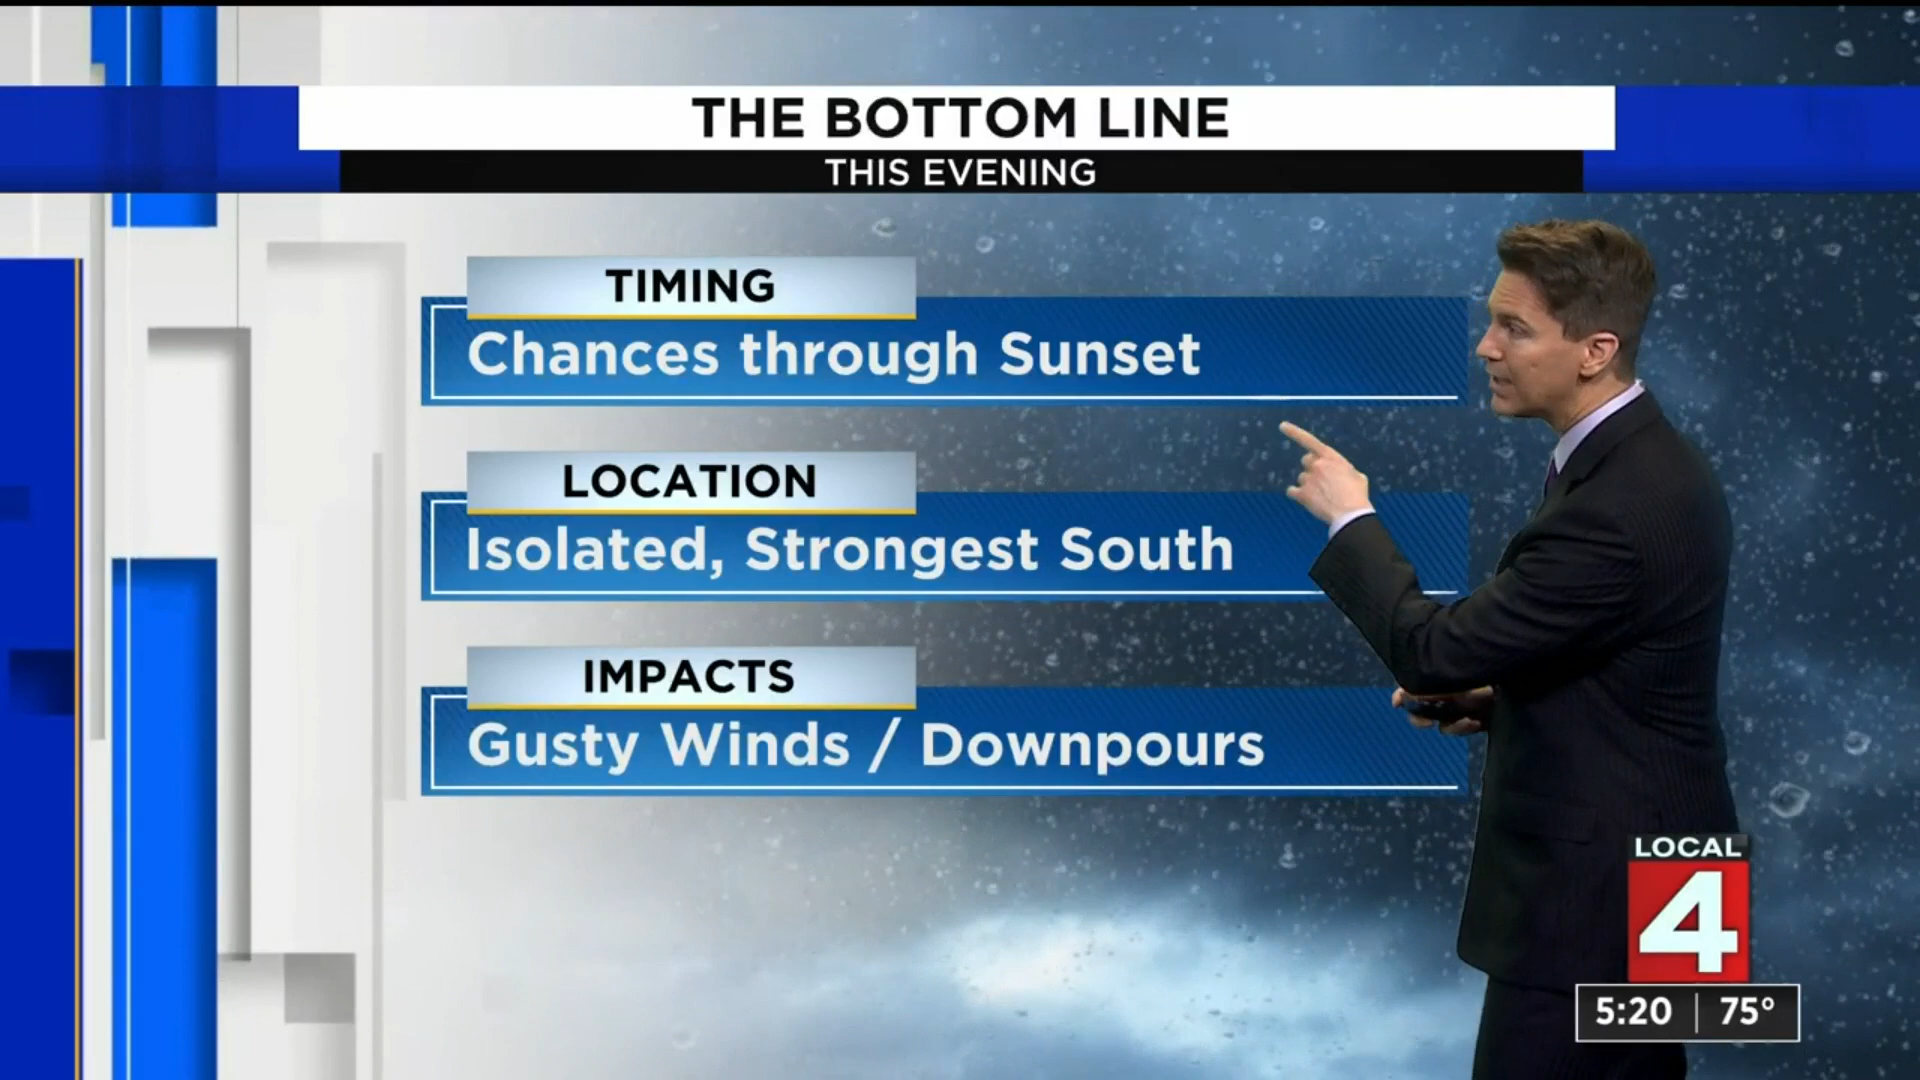 THE BOTTOM LINE
THIS EVENING
TIMING
Chances through Sunset
LOCATION
Isolated, Strongest South
IMPACTS
Gusty Winds / Downpours
LOCAL
4
5:20 | 75°